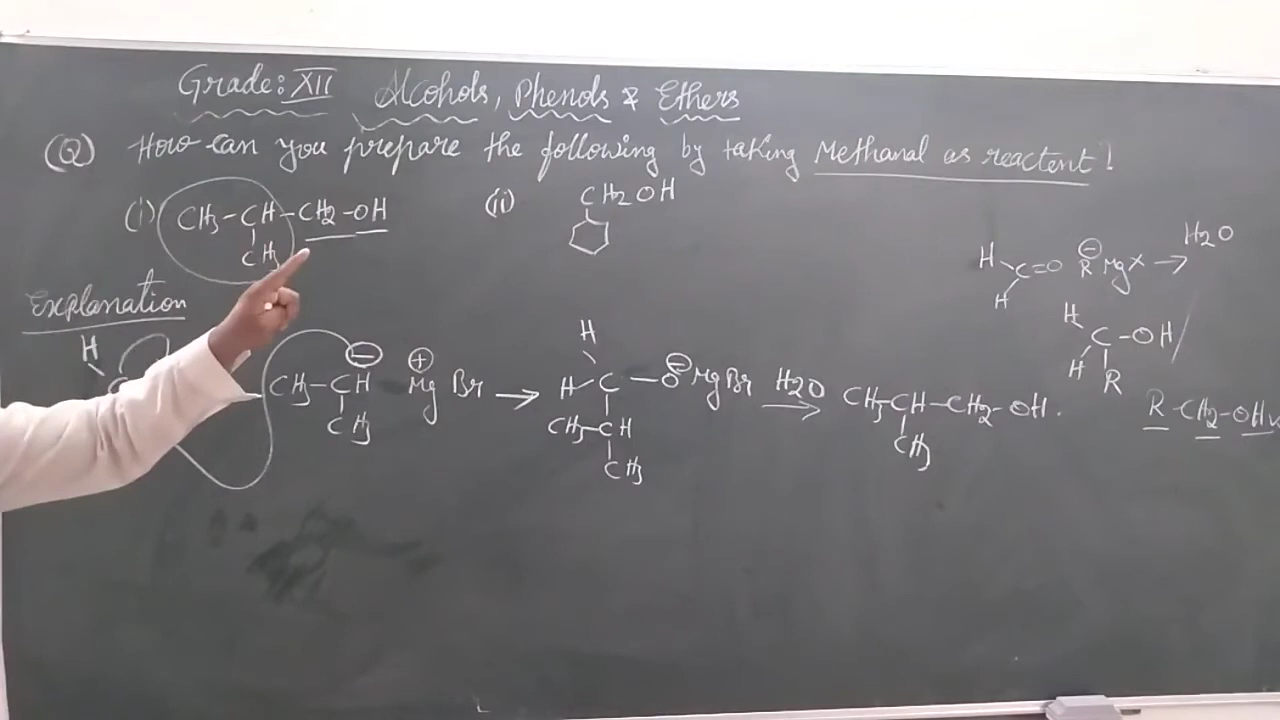 Grade: XII Alcohols, Phenols & Ethers
(Q) How can you prepare the following by taking Methanal as reactent!
(i) CH3-CH-CH2-OH (ii) CH2OH
CH3
H C=O R⊖ MgX → H2O
H
H C-OH
H R
R-CH2-OH
Explanation
H
CH3-CH⊖ ⊕Mg Br → H-C-O⊖MgBr H2O → CH3-CH-CH2-OH.
CH3 H CH3-CH CH3
CH3